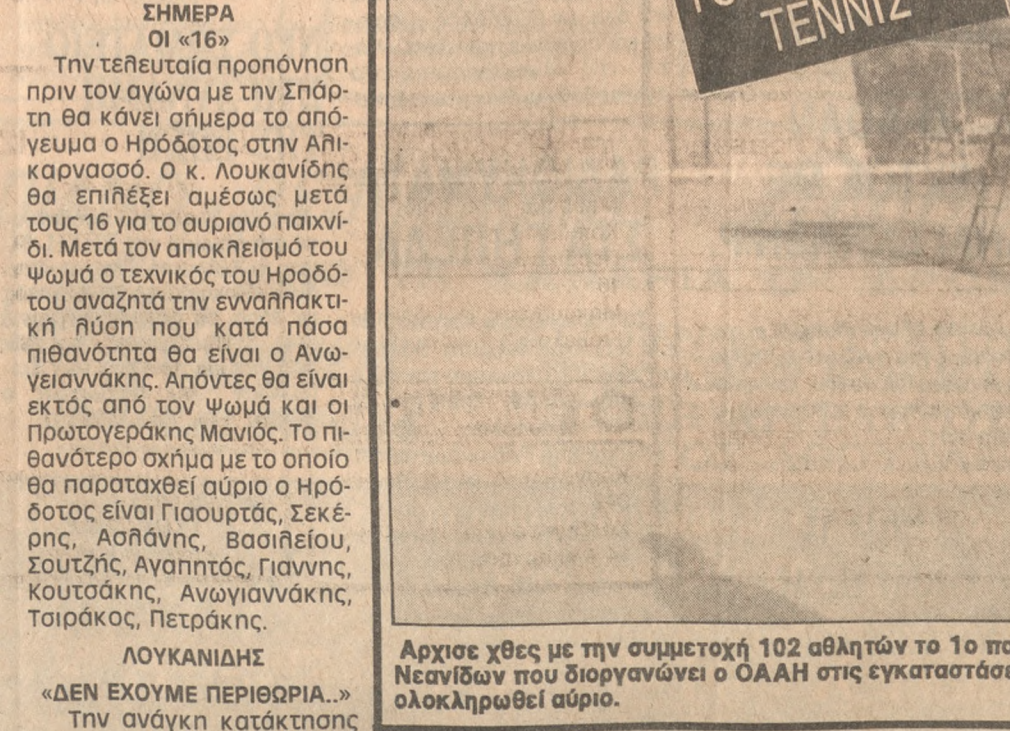 ΣΗΜΕΡΑ
ΟΙ «16»
Την τελευταία προπόνηση
πριν τον αγώνα με την Σπάρ-
τη θα κάνει σήμερα το από-
γευμα ο Ηρόδοτος στην Αλι-
καρνασσό. Ο κ. Λουκανίδης
θα επιλέξει αμέσως μετά
τους 16 για το αυριανό παιχνί-
δι. Μετά τον αποκλεισμό του
Ψωμά ο τεχνικός του Ηροδό-
του αναζητά την ενναλλακτι-
κή λύση που κατά πάσα
πιθανότητα θα είναι ο Ανω-
γειαννάκης. Απόντες θα είναι
εκτός από τον Ψωμά και οι
Πρωτογεράκης Μανιός. Το πι-
θανότερο σχήμα με το οποίο
θα παραταχθεί αύριο ο Ηρό-
δοτος είναι Γιαουρτάς, Σεκέ-
ρης, Ασλάνης, Βασιλείου,
Σουτζής, Αγαπητός, Γιαννης,
Κουτσάκης, Ανωγιαννάκης,
Τσιράκος, Πετράκης.
ΛΟΥΚΑΝΙΔΗΣ
«ΔΕΝ ΕΧΟΥΜΕ ΠΕΡΙΘΩΡΙΑ..»
Την ανάγκη κατάκτησης
ΤΕΝΝΙΣ
Αρχισε χθες με την συμμετοχή 102 αθλητών το 1ο πα
Νεανίδων που διοργανώνει ο ΟΑΑΗ στις εγκαταστάσε
ολοκληρωθεί αύριο.